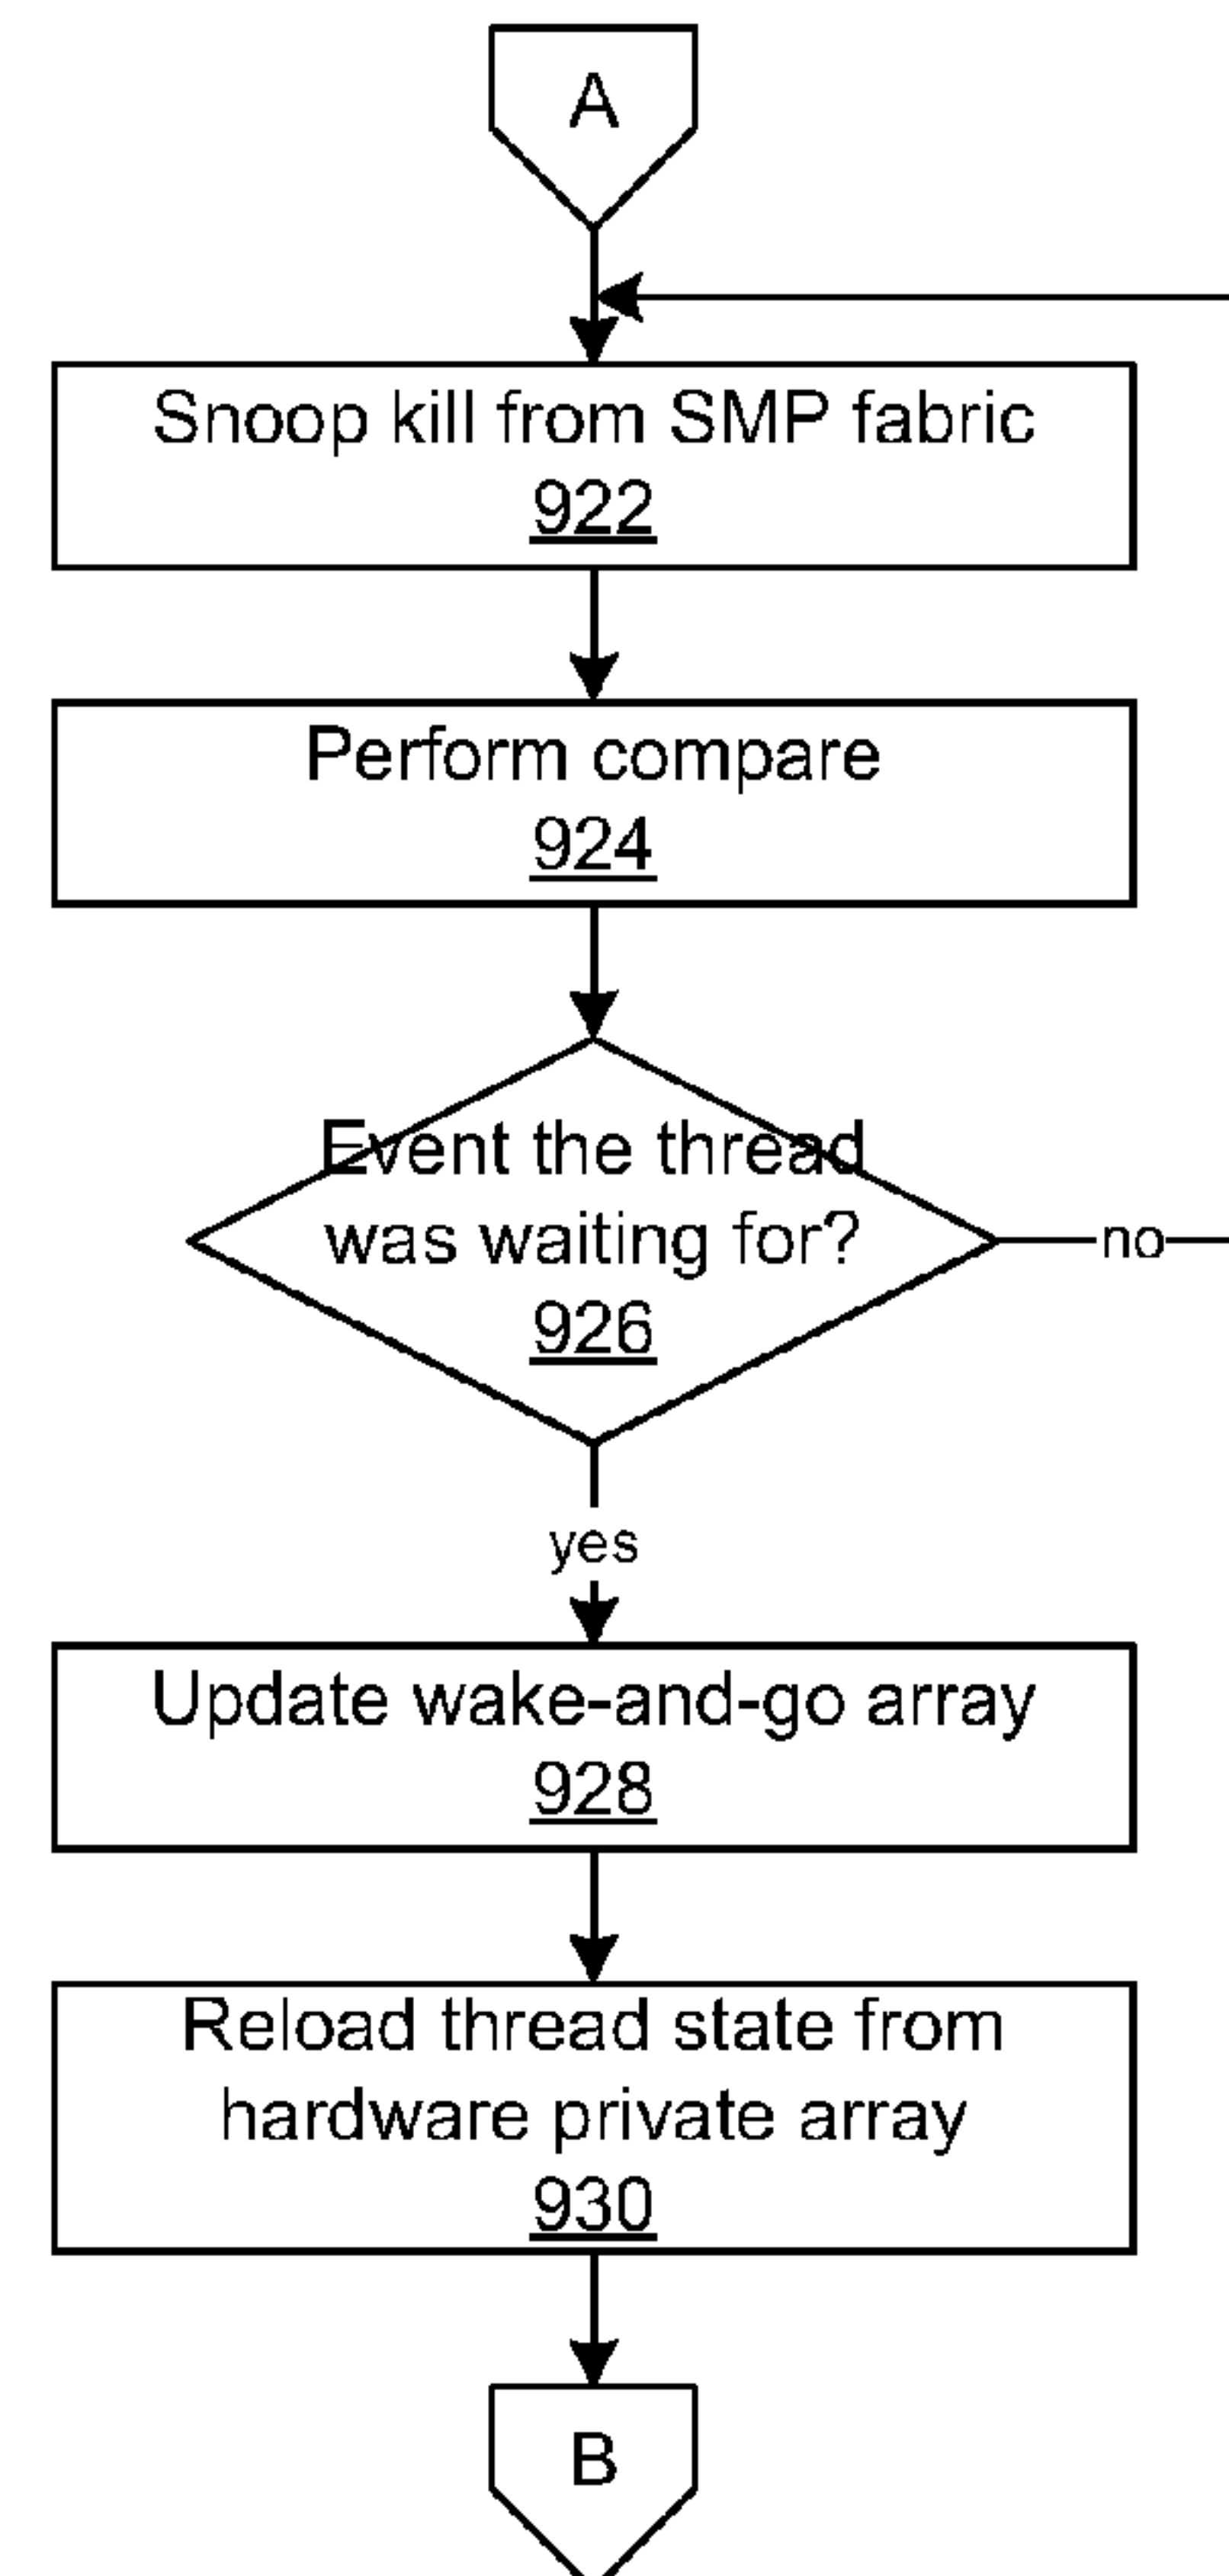 A
Snoop kill from SMP fabric
922
Perform compare
924
Event the thread
was waiting for?
926
no
yes
Update wake-and-go array
928
Reload thread state from
hardware private array
930
B